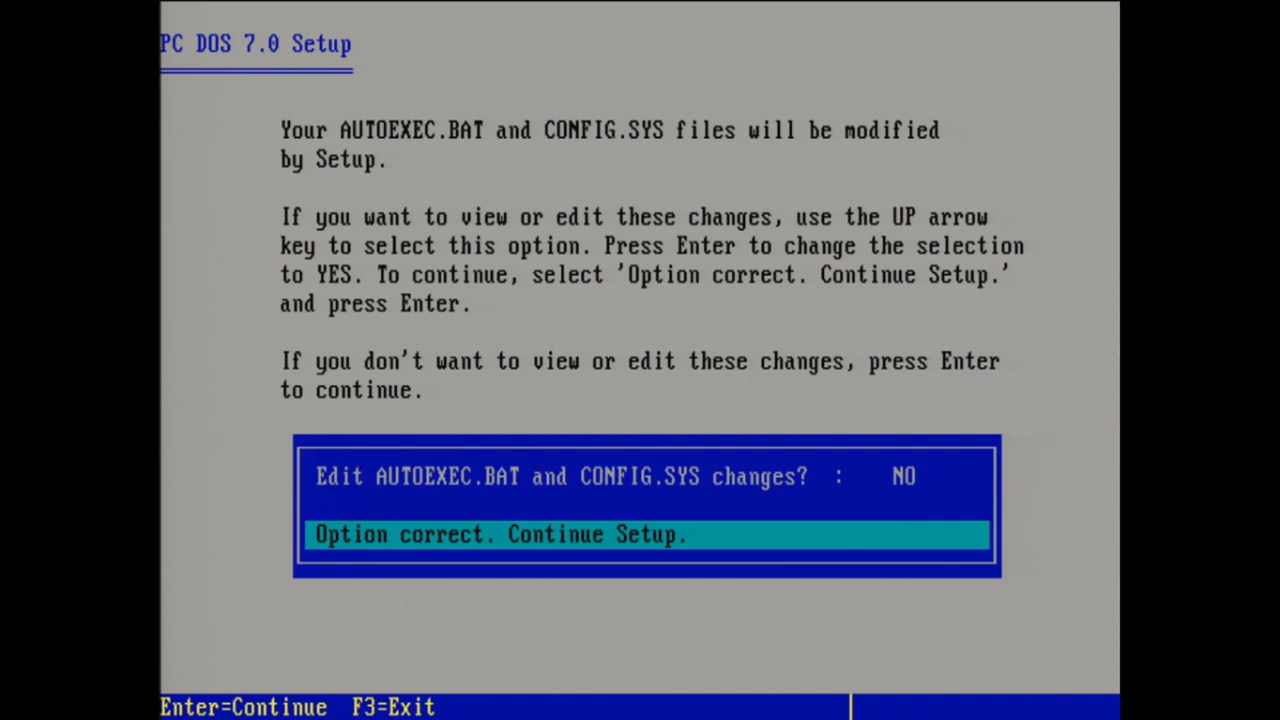 PC DOS 7.0 Setup
Your AUTOEXEC.BAT and CONFIG.SYS files will be modified
by Setup.
If you want to view or edit these changes, use the UP arrow
key to select this option. Press Enter to change the selection
to YES. To continue, select 'Option correct. Continue Setup.'
and press Enter.
If you don't want to view or edit these changes, press Enter
to continue.
Edit AUTOEXEC.BAT and CONFIG.SYS changes? : NO
Option correct. Continue Setup.
Enter=Continue F3=Exit